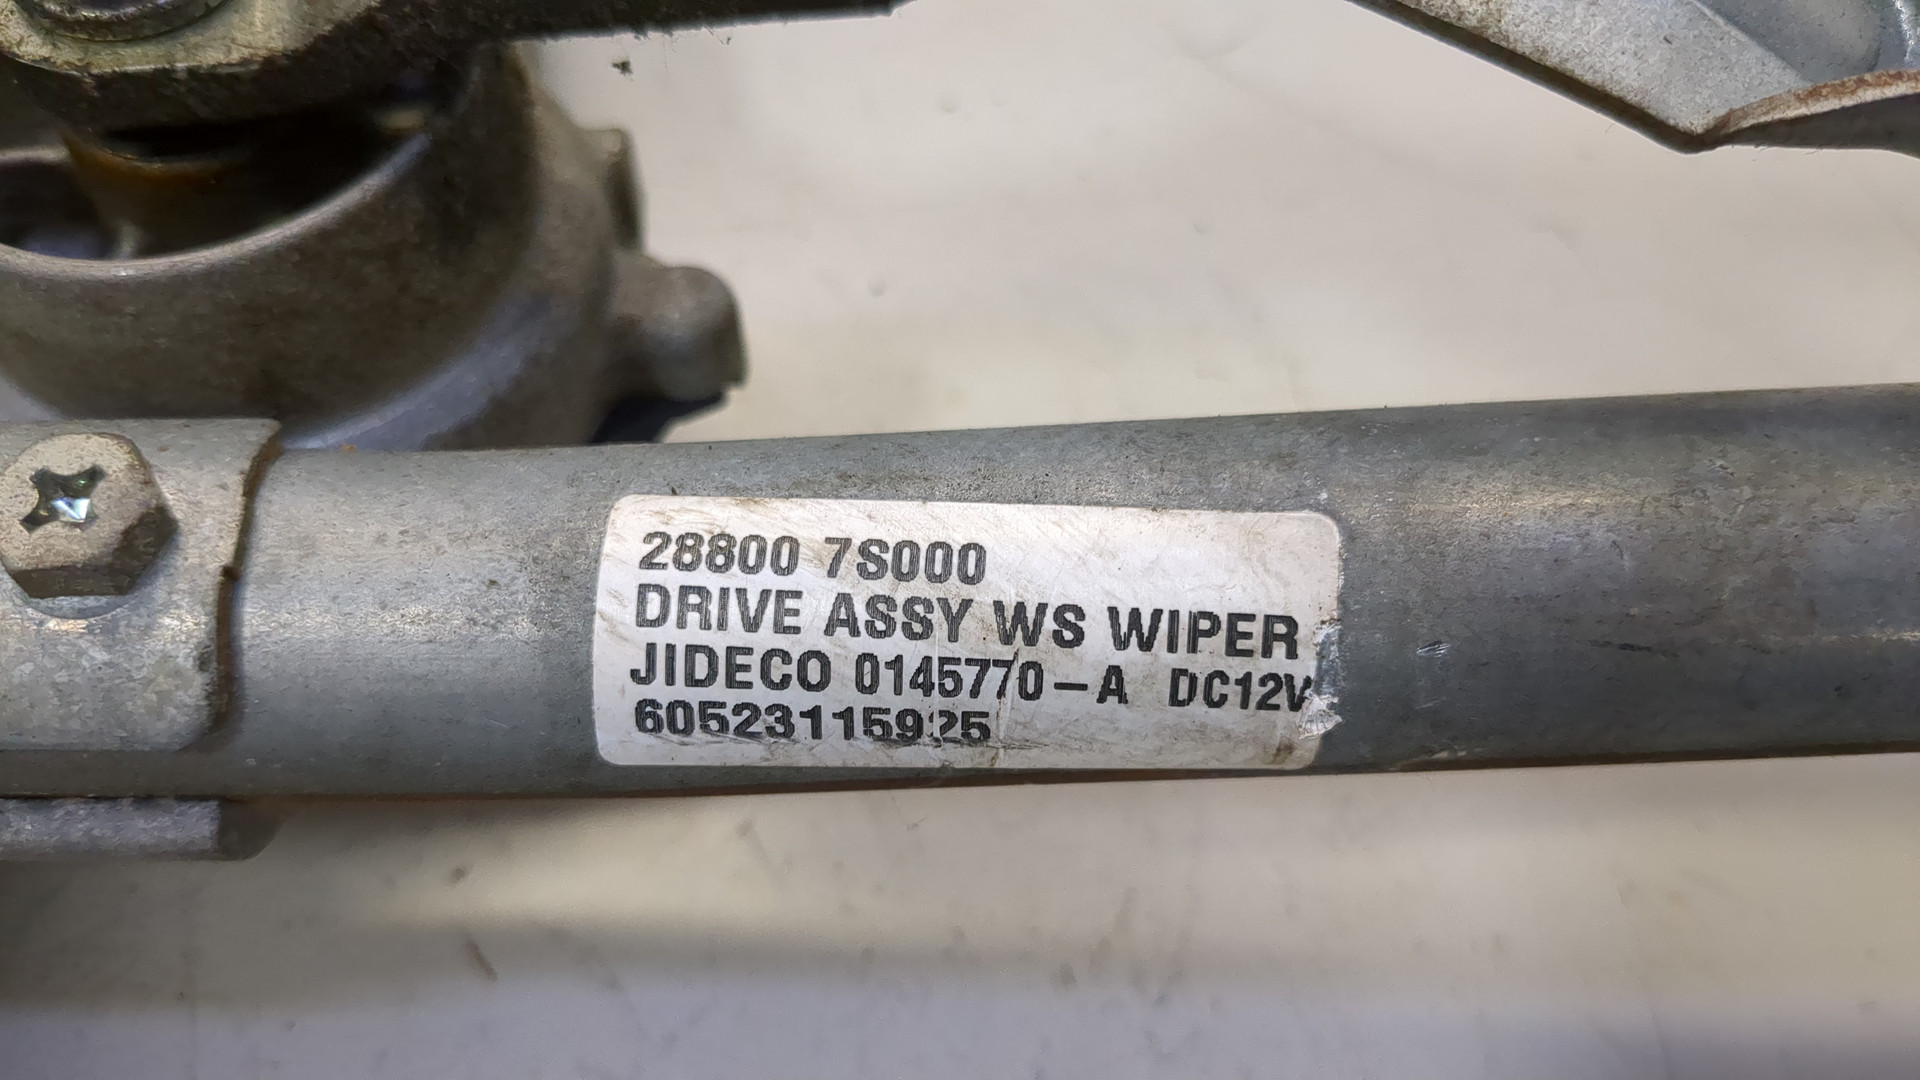 28800 7S000
DRIVE ASSY WS WIPER
JIDECO 0145770-A DC12V
60523115925